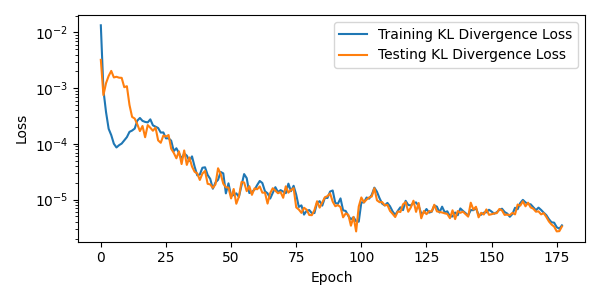 Training KL Divergence Loss
Testing KL Divergence Loss
Loss
10⁻²
10⁻³
10⁻⁴
10⁻⁵
0 25 50 75 100 125 150 175
Epoch